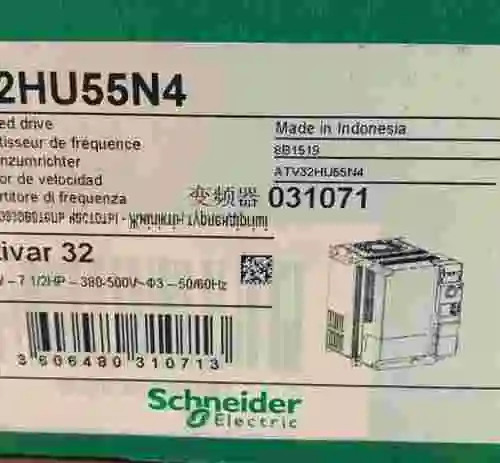 2HU55N4
ed drive
tisseur de fréquence
nzumrichter
or de velocidad
rtitore di frequenza
变频器 031071
Made in Indonesia
8B1519
ATV32HU55N4
ivar 32
– 7 1/2HP – 380-500V~Φ3 – 50/60Hz
3 606480 310713
Schneider
Electric